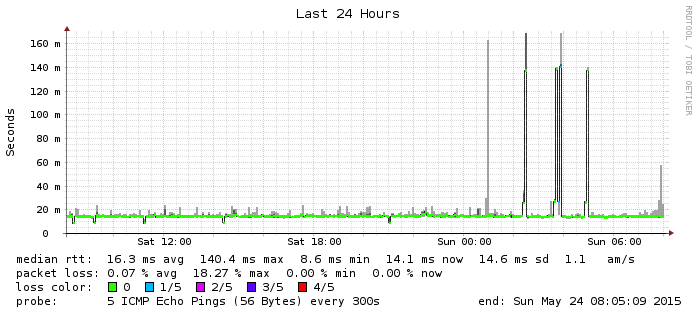 Last 24 Hours
RRDTOOL / TOBI OETIKER
Seconds
160 m
140 m
120 m
100 m
80 m
60 m
40 m
20 m
0
Sat 12:00 Sat 18:00 Sun 00:00 Sun 06:00
median rtt: 16.3 ms avg 140.4 ms max 8.6 ms min 14.1 ms now 14.6 ms sd 1.1 am/s
packet loss: 0.07 % avg 18.27 % max 0.00 % min 0.00 % now
loss color: 0 1/5 2/5 3/5 4/5
probe: 5 ICMP Echo Pings (56 Bytes) every 300s end: Sun May 24 08:05:09 2015